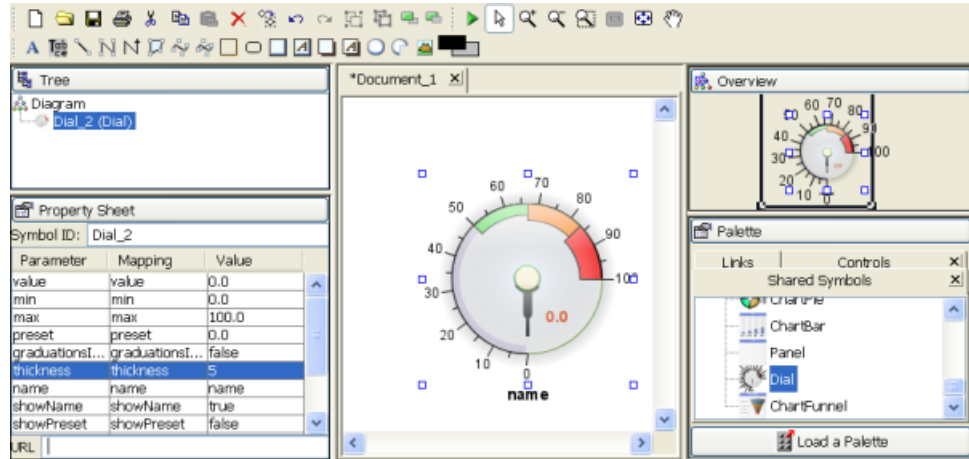 Tree
Diagram
Dial_2 (Dial)
Property Sheet
Symbol ID: Dial_2
Parameter Mapping Value
value value 0.0
min min 0.0
max max 100.0
preset preset 0.0
graduationsI... graduationsI... false
thickness thickness 5
name name name
showName showName true
showPreset showPreset false
URL
*Document_1
60 70
50 80
40 90
30 100
20 0.0
10 0
name
Overview
60 70
80
40 90
30 100
0.0
20
10 0
Palette
Links Controls
Shared Symbols
ChartPie
ChartBar
Panel
Dial
ChartFunnel
Load a Palette